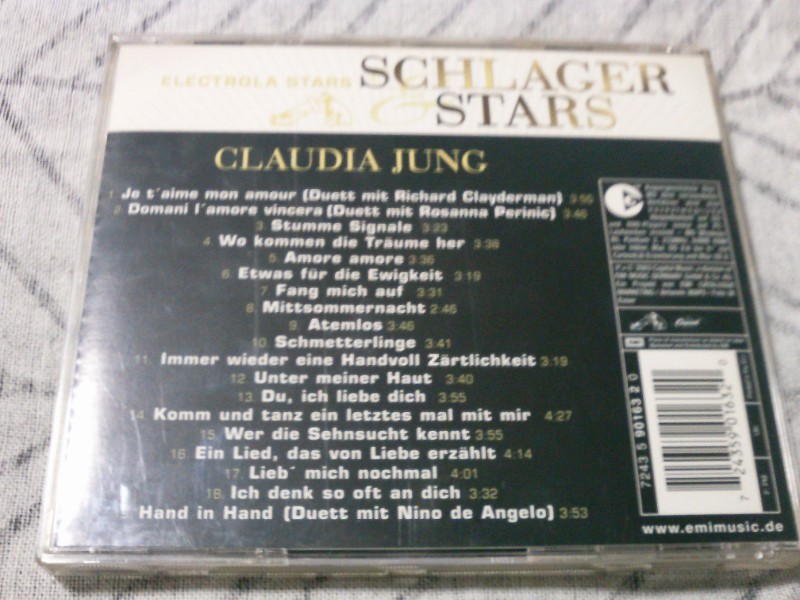 ELECTROLA STARS SCHLAGER
& STARS
CLAUDIA JUNG
1. Je t´aime mon amour (Duett mit Richard Clayderman) 3:55
2. Domani l´amore vincera (Duett mit Rosanna Perinic) 3:46
3. Stumme Signale 3:23
4. Wo kommen die Träume her 3:38
5. Amore amore 3:36
6. Etwas für die Ewigkeit 3:19
7. Fang mich auf 3:31
8. Mittsommernacht 2:46
9. Atemlos 3:46
10. Schmetterlinge 3:41
11. Immer wieder eine Handvoll Zärtlichkeit 3:19
12. Unter meiner Haut 3:40
13. Du, ich liebe dich 3:55
14. Komm und tanz ein letztes mal mit mir 4:27
15. Wer die Sehnsucht kennt 3:55
16. Ein Lied, das von Liebe erzählt 4:14
17. Lieb´ mich nochmal 4:01
18. Ich denk so oft an dich 3:32
Hand in Hand (Duett mit Nino de Angelo) 3:53
Capitol
EMI
7243 5 90163 2 0
7 24359 01632 0
www.emimusic.de